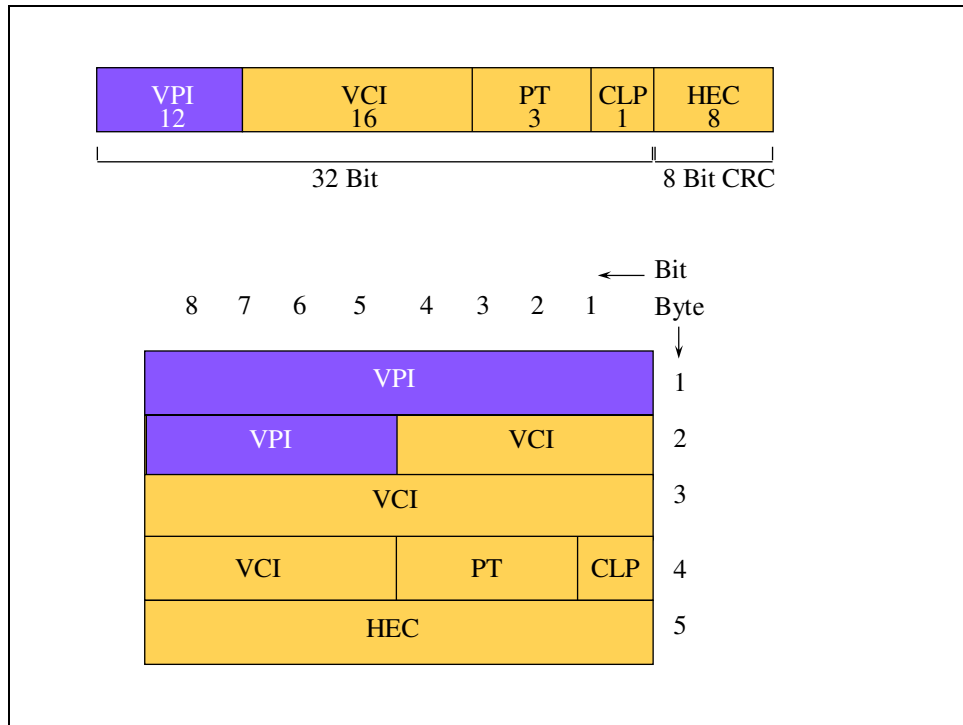 VPI VCI PT CLP HEC
12 16 3 1 8
32 Bit 8 Bit CRC
Bit
8 7 6 5 4 3 2 1 Byte
VPI 1
VPI VCI 2
VCI 3
VCI PT CLP 4
HEC 5